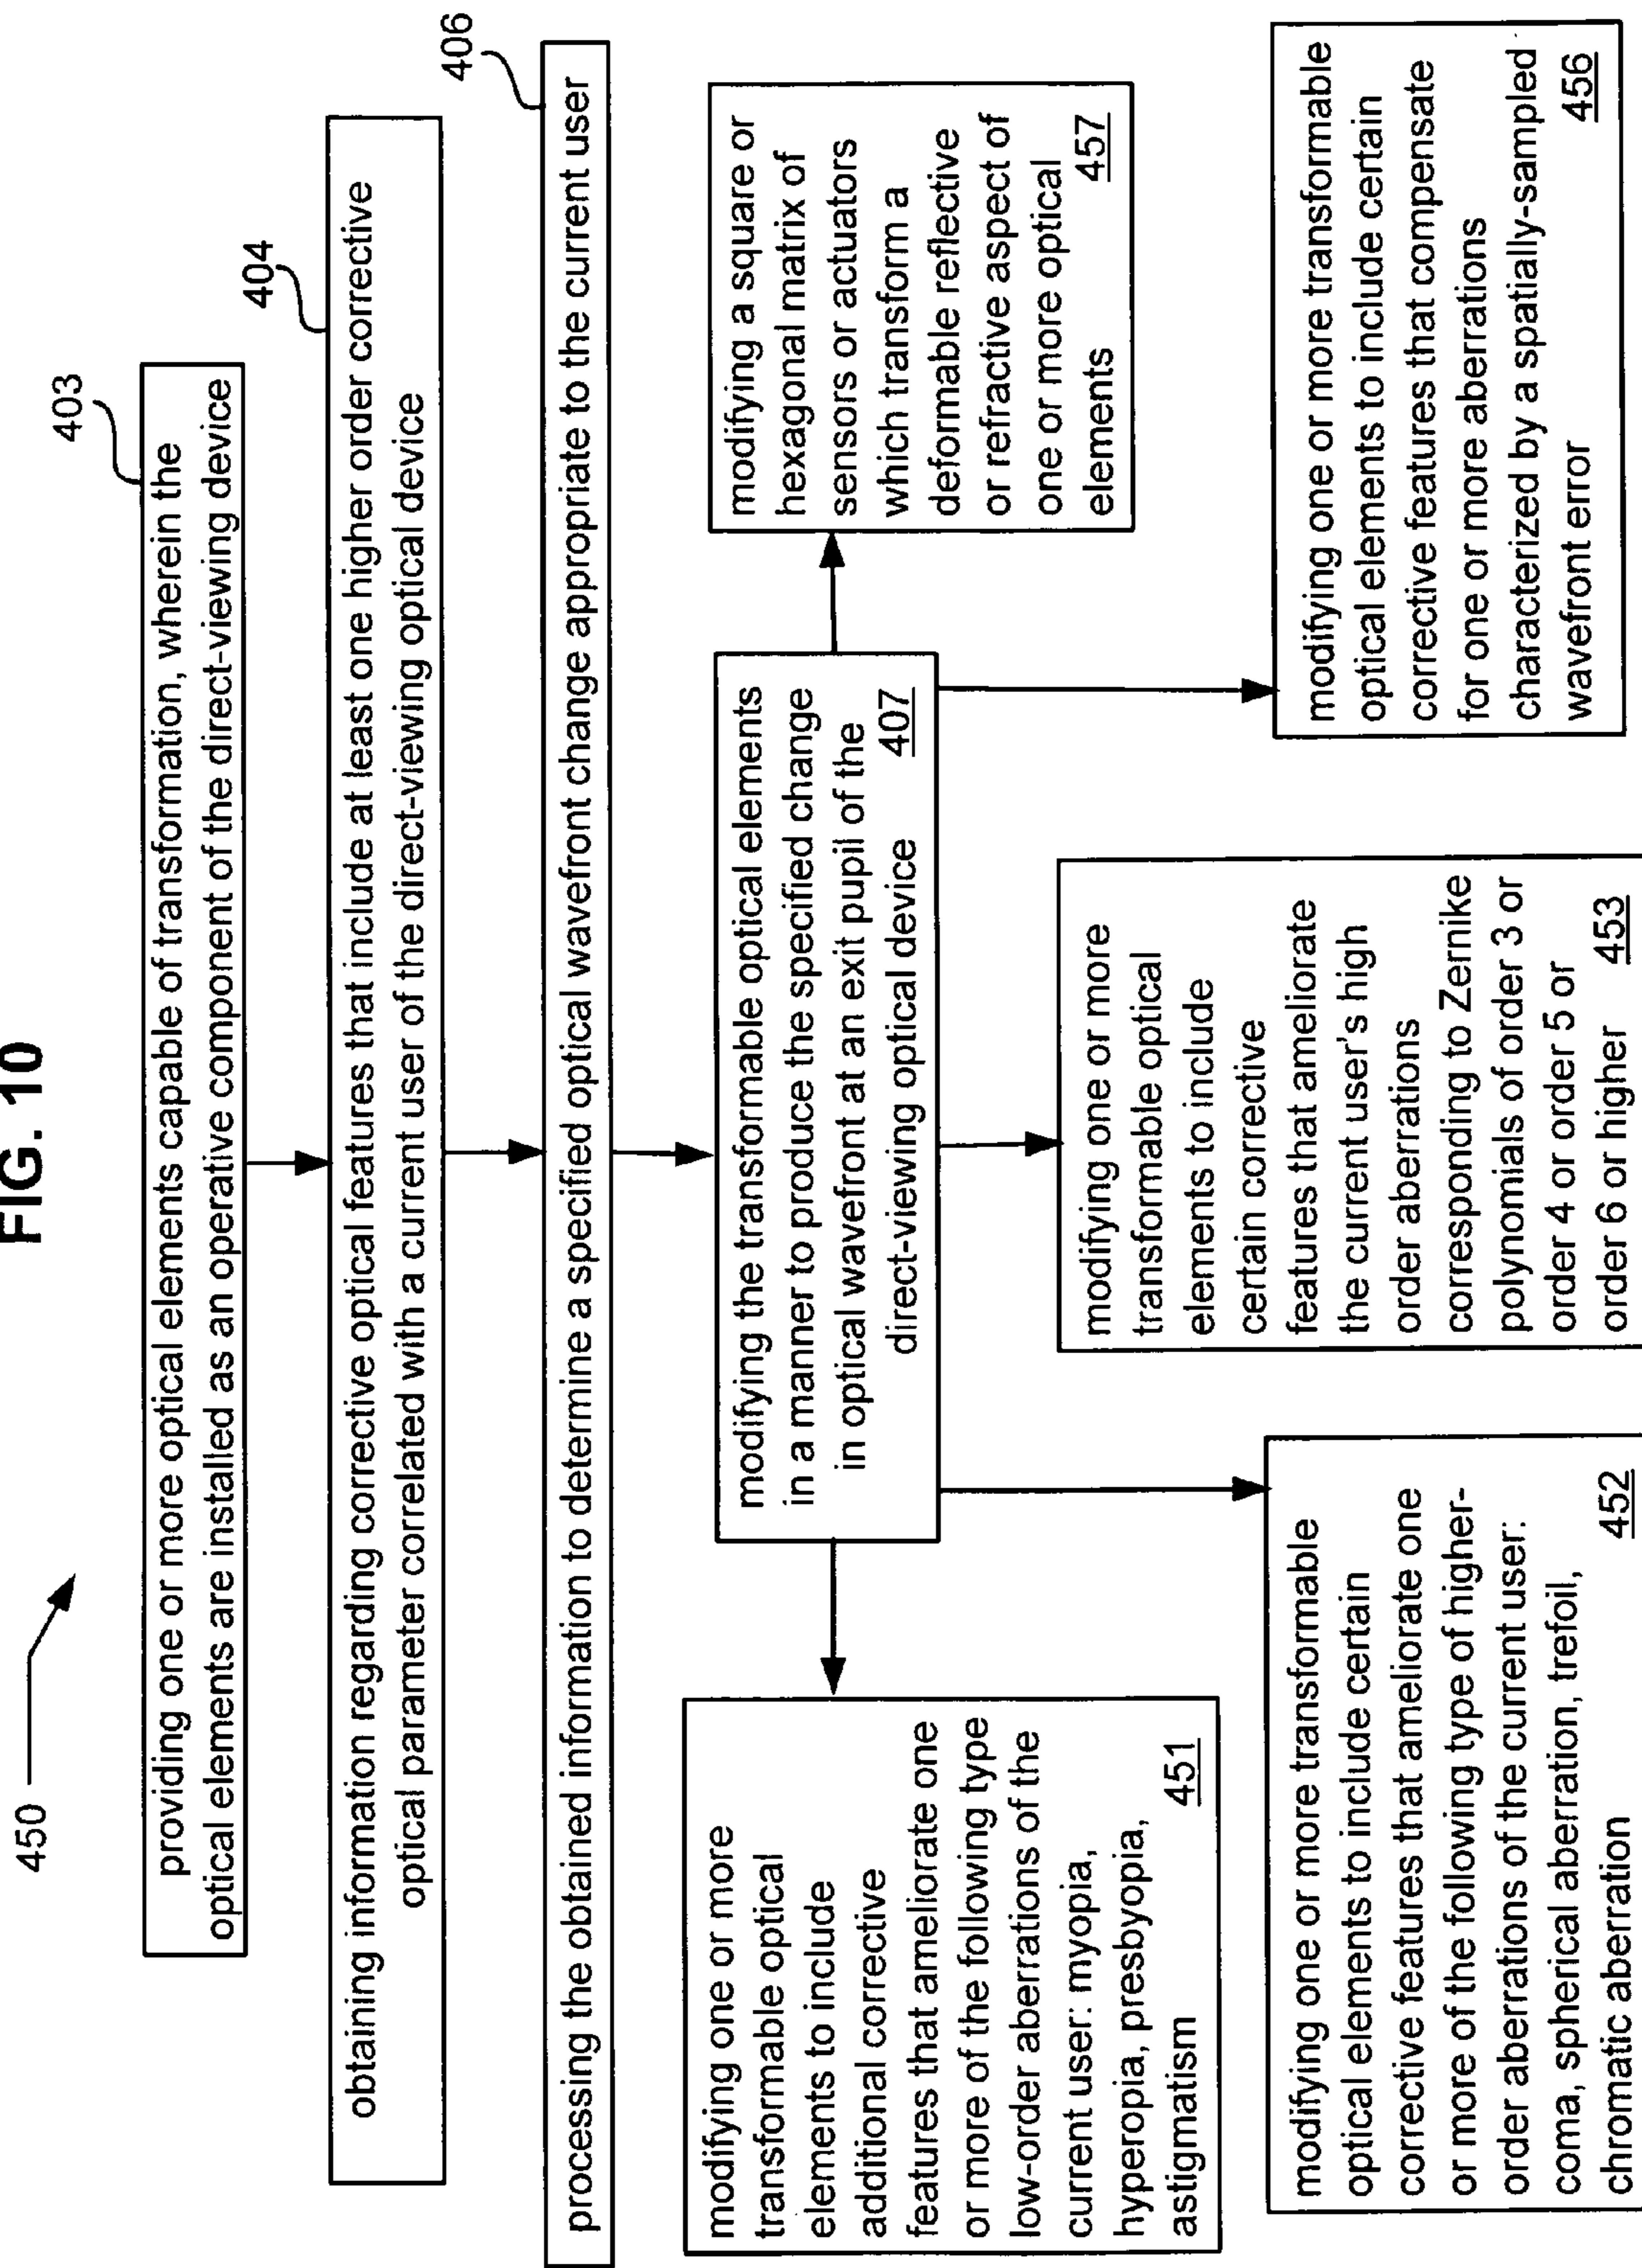 FIG. 10
450
403
providing one or more optical elements capable of transformation, wherein the
optical elements are installed as an operative component of the direct-viewing device
404
obtaining information regarding corrective optical features that include at least one higher order corrective
optical parameter correlated with a current user of the direct-viewing optical device
406
processing the obtained information to determine a specified optical wavefront change appropriate to the current user
modifying the transformable optical elements
in a manner to produce the specified change
in optical wavefront at an exit pupil of the
direct-viewing optical device 407
modifying one or more
transformable optical
elements to include
additional corrective
features that ameliorate one
or more of the following type
low-order aberrations of the
current user: myopia,
hyperopia, presbyopia,
astigmatism 451
modifying a square or
hexagonal matrix of
sensors or actuators
which transform a
deformable reflective
or refractive aspect of
one or more optical
elements 457
modifying one or more transformable
optical elements to include certain
corrective features that ameliorate one
or more of the following type of higher-
order aberrations of the current user:
coma, spherical aberration, trefoil,
chromatic aberration 452
modifying one or more
transformable optical
elements to include
certain corrective
features that ameliorate
the current user's high
order aberrations
corresponding to Zernike
polynomials of order 3 or
order 4 or order 5 or
order 6 or higher 453
modifying one or more transformable
optical elements to include certain
corrective features that compensate
for one or more aberrations
characterized by a spatially-sampled
wavefront error 456